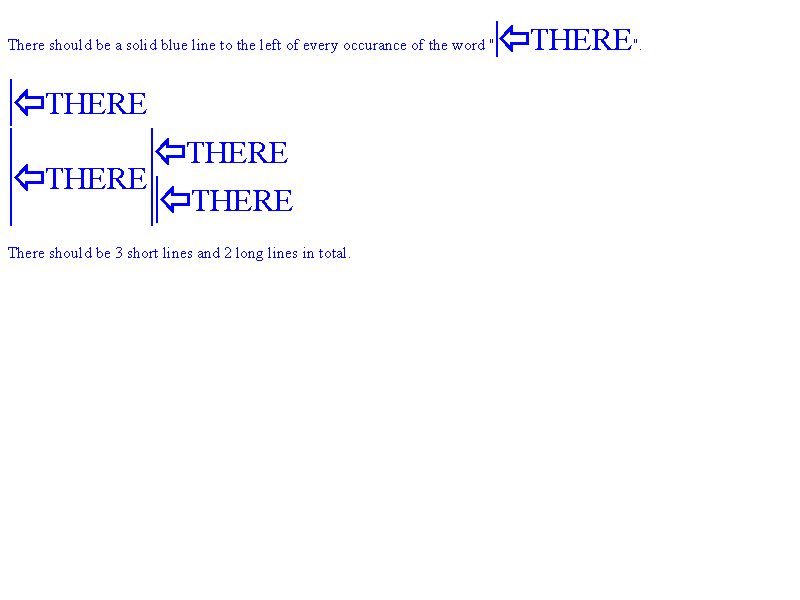 There should be a solid blue line to the left of every occurance of the word "⇦THERE".
⇦THERE
⇦THERE
⇦THERE
⇦THERE
There should be 3 short lines and 2 long lines in total.